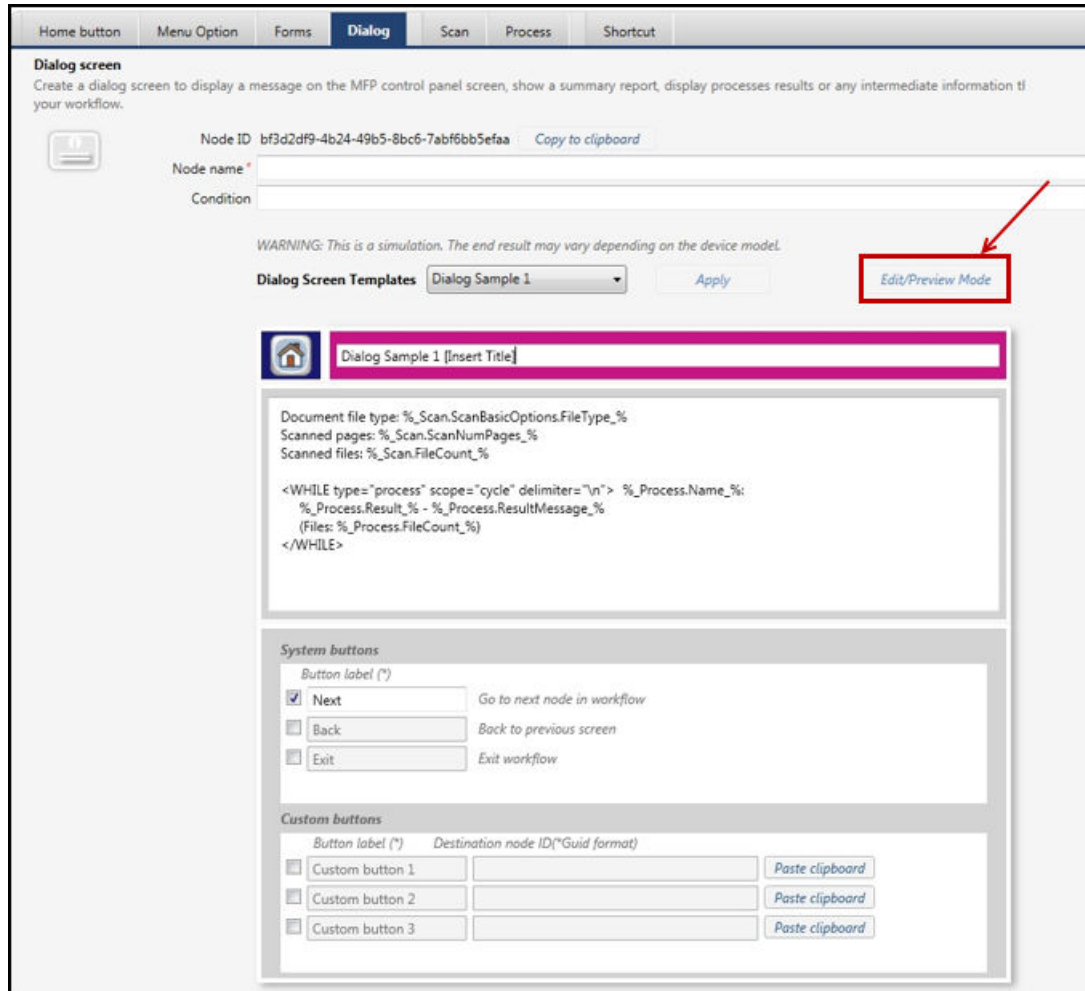 Home button Menu Option Forms Dialog Scan Process Shortcut
Dialog screen
Create a dialog screen to display a message on the MFP control panel screen, show a summary report, display processes results or any intermediate information tl
your workflow.
Node ID bf3d2df9-4b24-49b5-8bc6-7abf6bb5efaa Copy to clipboard
Node name *
Condition
WARNING: This is a simulation. The end result may vary depending on the device model.
Dialog Screen Templates Dialog Sample 1 Apply Edit/Preview Mode
Dialog Sample 1 [Insert Title]
Document file type: %_Scan.ScanBasicOptions.FileType_%
Scanned pages: %_Scan.ScanNumPages_%
Scanned files: %_Scan.FileCount_%
<WHILE type="process" scope="cycle" delimiter="\n"> %_Process.Name_%:
%_Process.Result_% - %_Process.ResultMessage_%
(Files: %_Process.FileCount_%)
</WHILE>
System buttons
Button label (*)
Next Go to next node in workflow
Back Back to previous screen
Exit Exit workflow
Custom buttons
Button label (*) Destination node ID(*Guid format)
Custom button 1 Paste clipboard
Custom button 2 Paste clipboard
Custom button 3 Paste clipboard